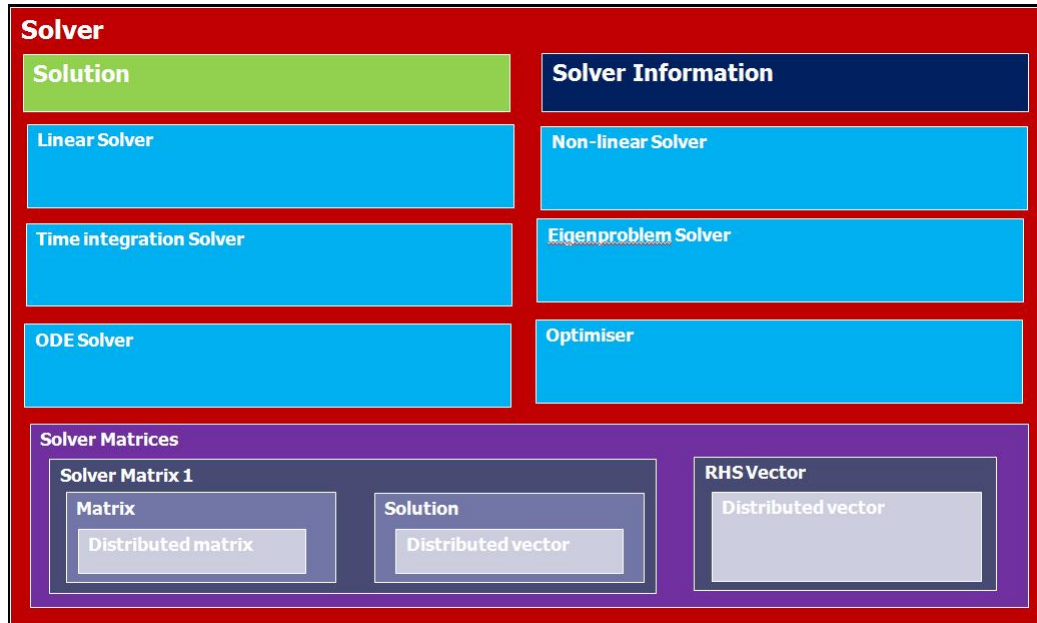 Solver
Solution
Solver Information
Linear Solver
Non-linear Solver
Time integration Solver
Eigenproblem Solver
ODE Solver
Optimiser
Solver Matrices
Solver Matrix 1
RHS Vector
Matrix
Solution
Distributed vector
Distributed matrix
Distributed vector